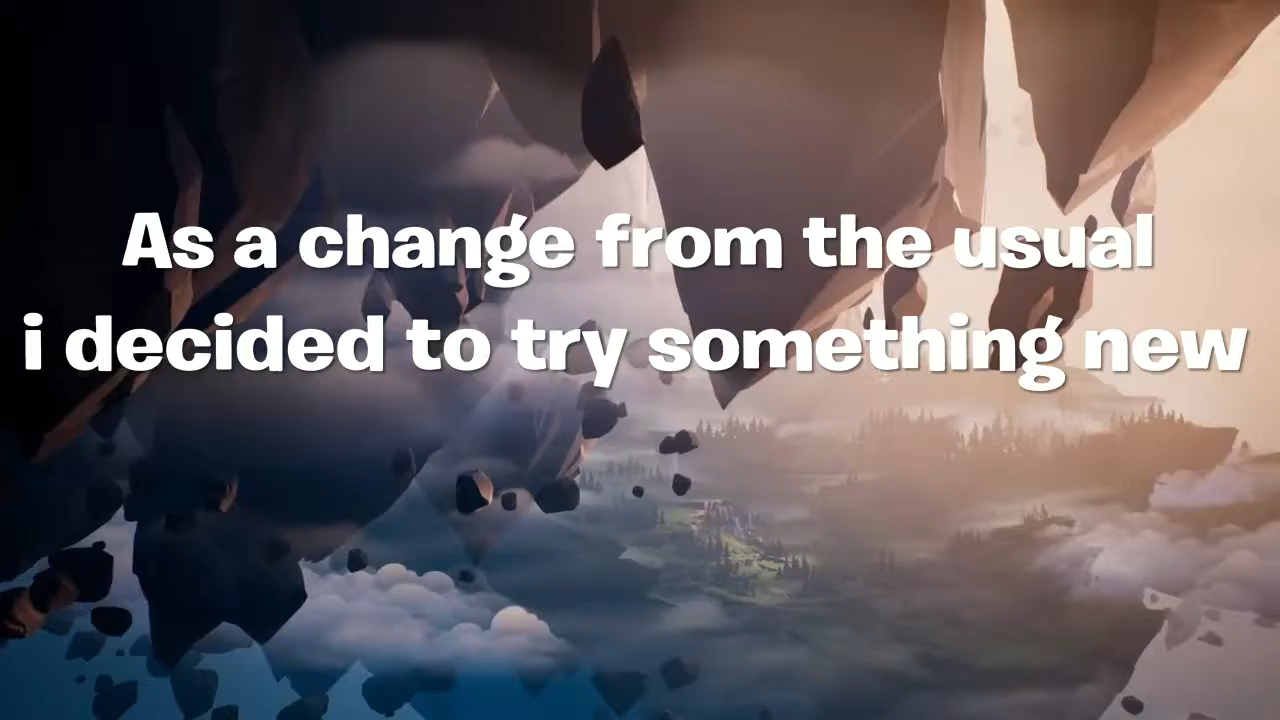 As a change from the usual
i decided to try something new